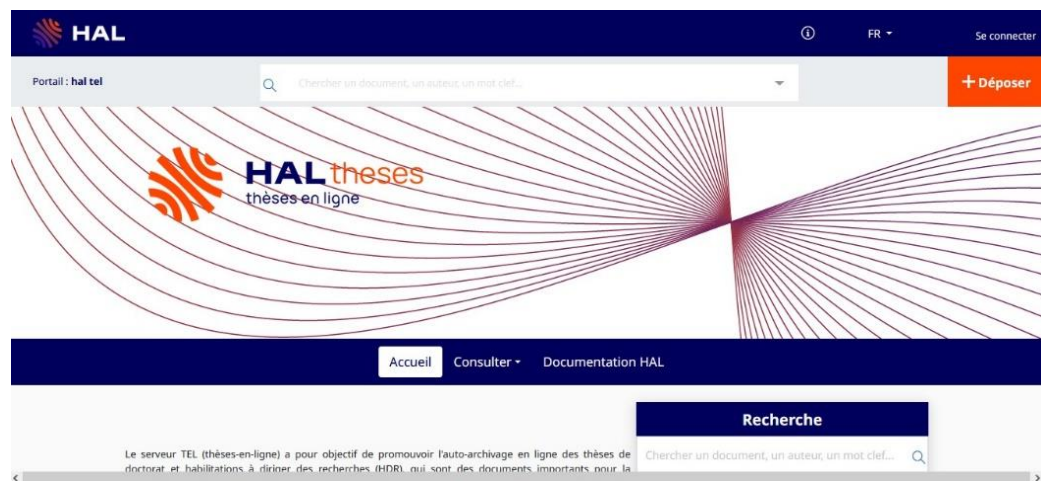 HAL
FR
Se connecter
Portail : hal tel
Chercher un document, un auteur, un mot clef...
+ Déposer
HAL theses
thèses en ligne
Accueil
Consulter
Documentation HAL
Recherche
Le serveur TEL (thèses-en-ligne) a pour objectif de promouvoir l'auto-archivage en ligne des thèses de
Chercher un document, un auteur, un mot clef...
doctorat et habilitations à diriger des recherches (HDR), qui sont des documents importants pour la